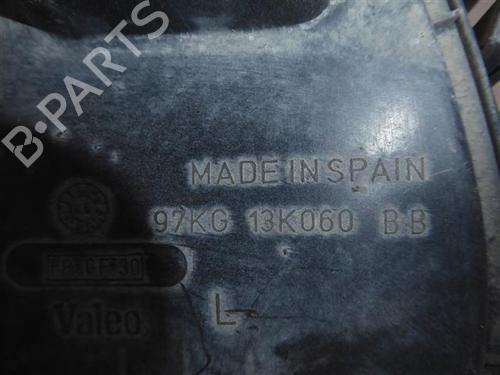 B-PARTS
MADE IN SPAIN
97KG 13K060 BB
Valeo
L